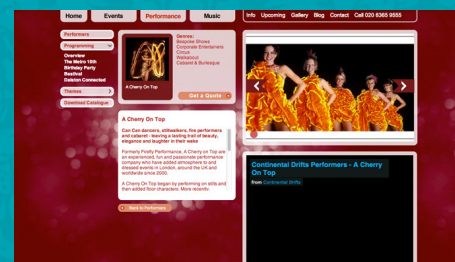 Home Events Performance Music
Info Upcoming Gallery Blog Contact Call 020 8365 9555
Performers
Programming
Overview
The Metro 10th
Birthday Party
Bestival
Dalston Connected
Themes
Download Catalogue
Genres:
Bespoke Shows
Corporate Entertainers
Circus
Walkabout
Cabaret & Burlesque
A Cherry On Top
Get a Quote
A Cherry On Top
Can Can dancers, stiltwalkers, fire performers
and cabaret - leaving a lasting trail of beauty,
elegance and laughter in their wake
Formerly Firefly Performance, A Cherry on Top are
an experienced, fun and passionate performance
company who have added atmosphere to and
dressed events in London, around the UK and
worldwide since 2000.
A Cherry On Top began by performing on stilts and
then added floor characters. More recently,
Back to Performers
Continental Drifts Performers - A Cherry
On Top
from Continental Drifts